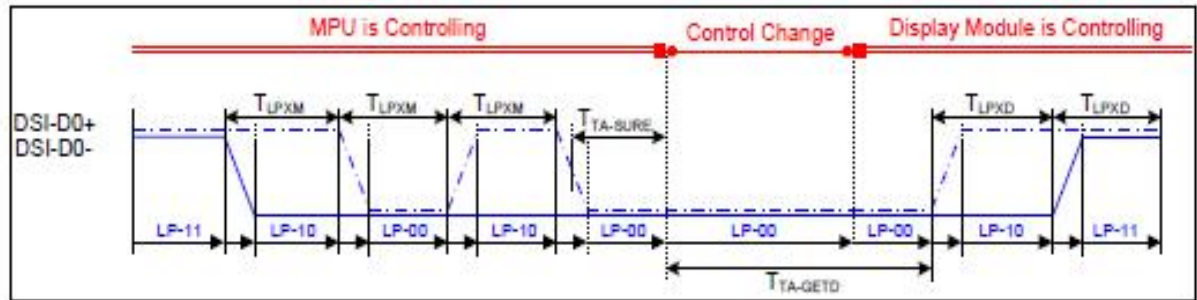 MPU is Controlling Control Change Display Module is Controlling
TLPXM TLPXM TLPXM TTA-SURE TLPXD TLPXD
DSI-D0+
DSI-D0-
LP-11 LP-10 LP-00 LP-10 LP-00 LP-00 LP-00 LP-10 LP-11
TTA-GETD